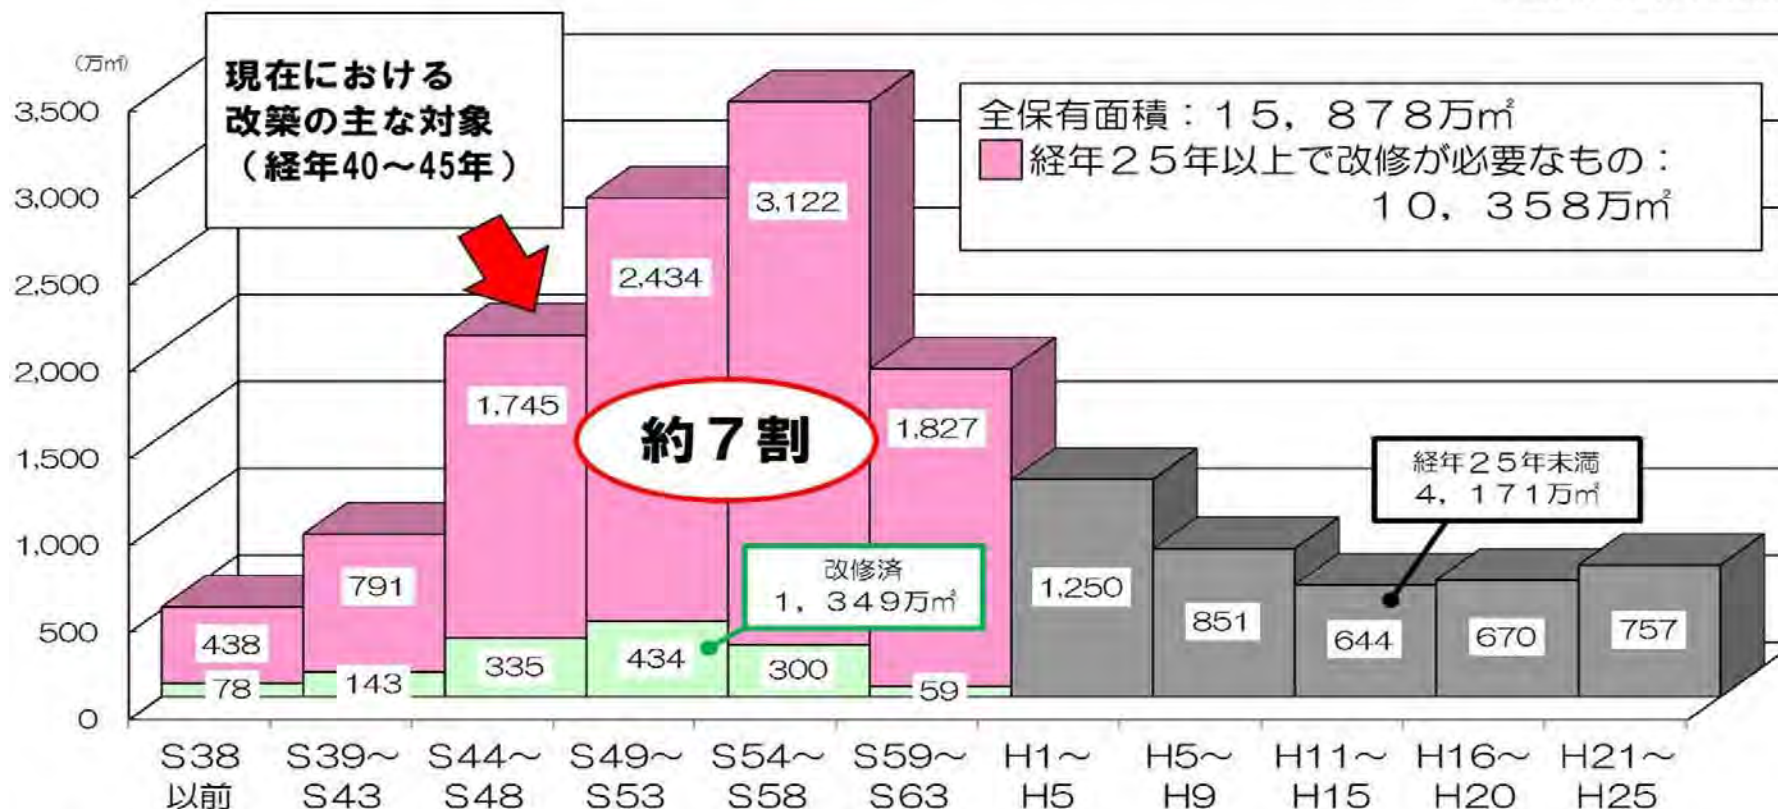 （万㎡）
3,500
3,000
2,500
2,000
1,500
1,000
500
0
現在における
改築の主な対象
（経年40～45年）
全保有面積：１５，８７８万㎡
経年２５年以上で改修が必要なもの：
１０，３５８万㎡
約７割
改修済
１，３４９万㎡
経年２５年未満
４，１７１万㎡
438
78
791
143
1,745
335
2,434
434
3,122
300
1,827
59
1,250
851
644
670
757
S38
以前
S39～
S43
S44～
S48
S49～
S53
S54～
S58
S59～
S63
H1～
H5
H5～
H9
H11～
H15
H16～
H20
H21～
H25